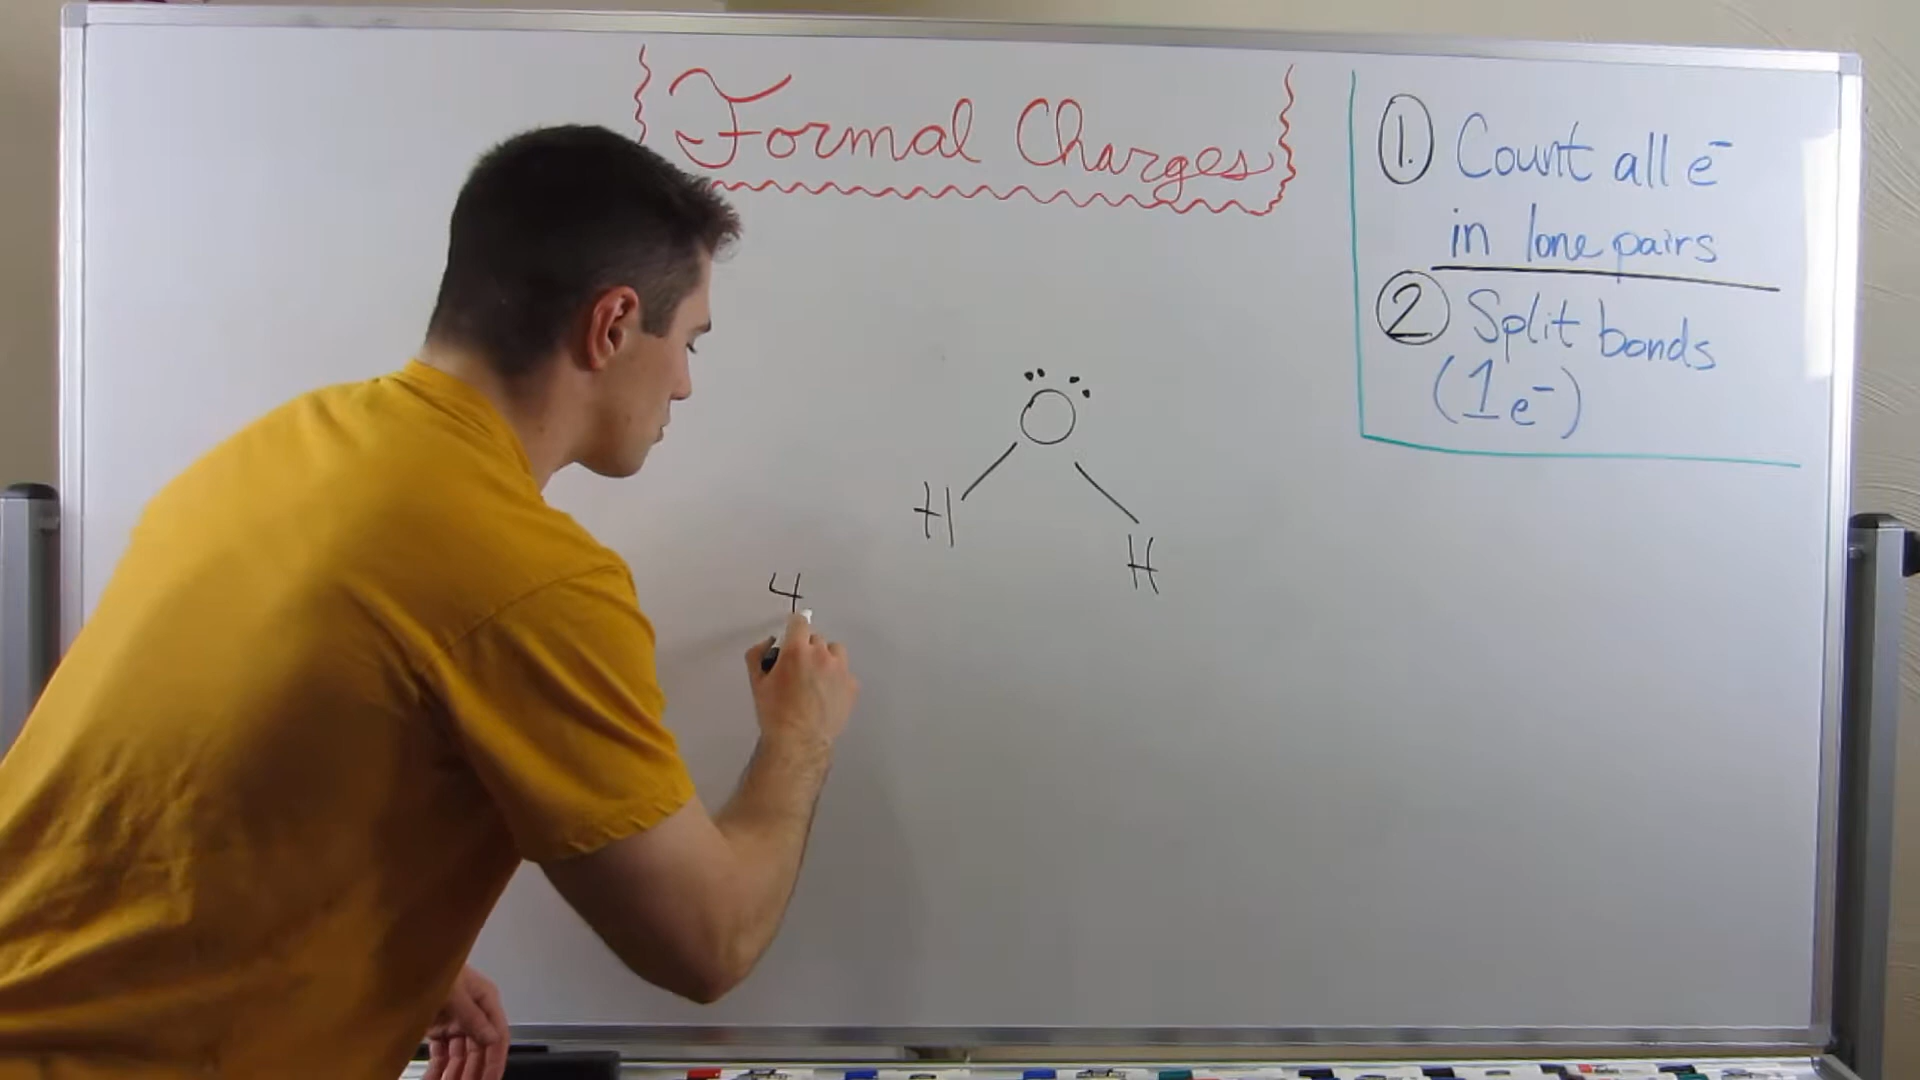 Formal Charges
1. Count all e⁻
in lone pairs
2 Split bonds
(1e⁻)
O
H
H
4